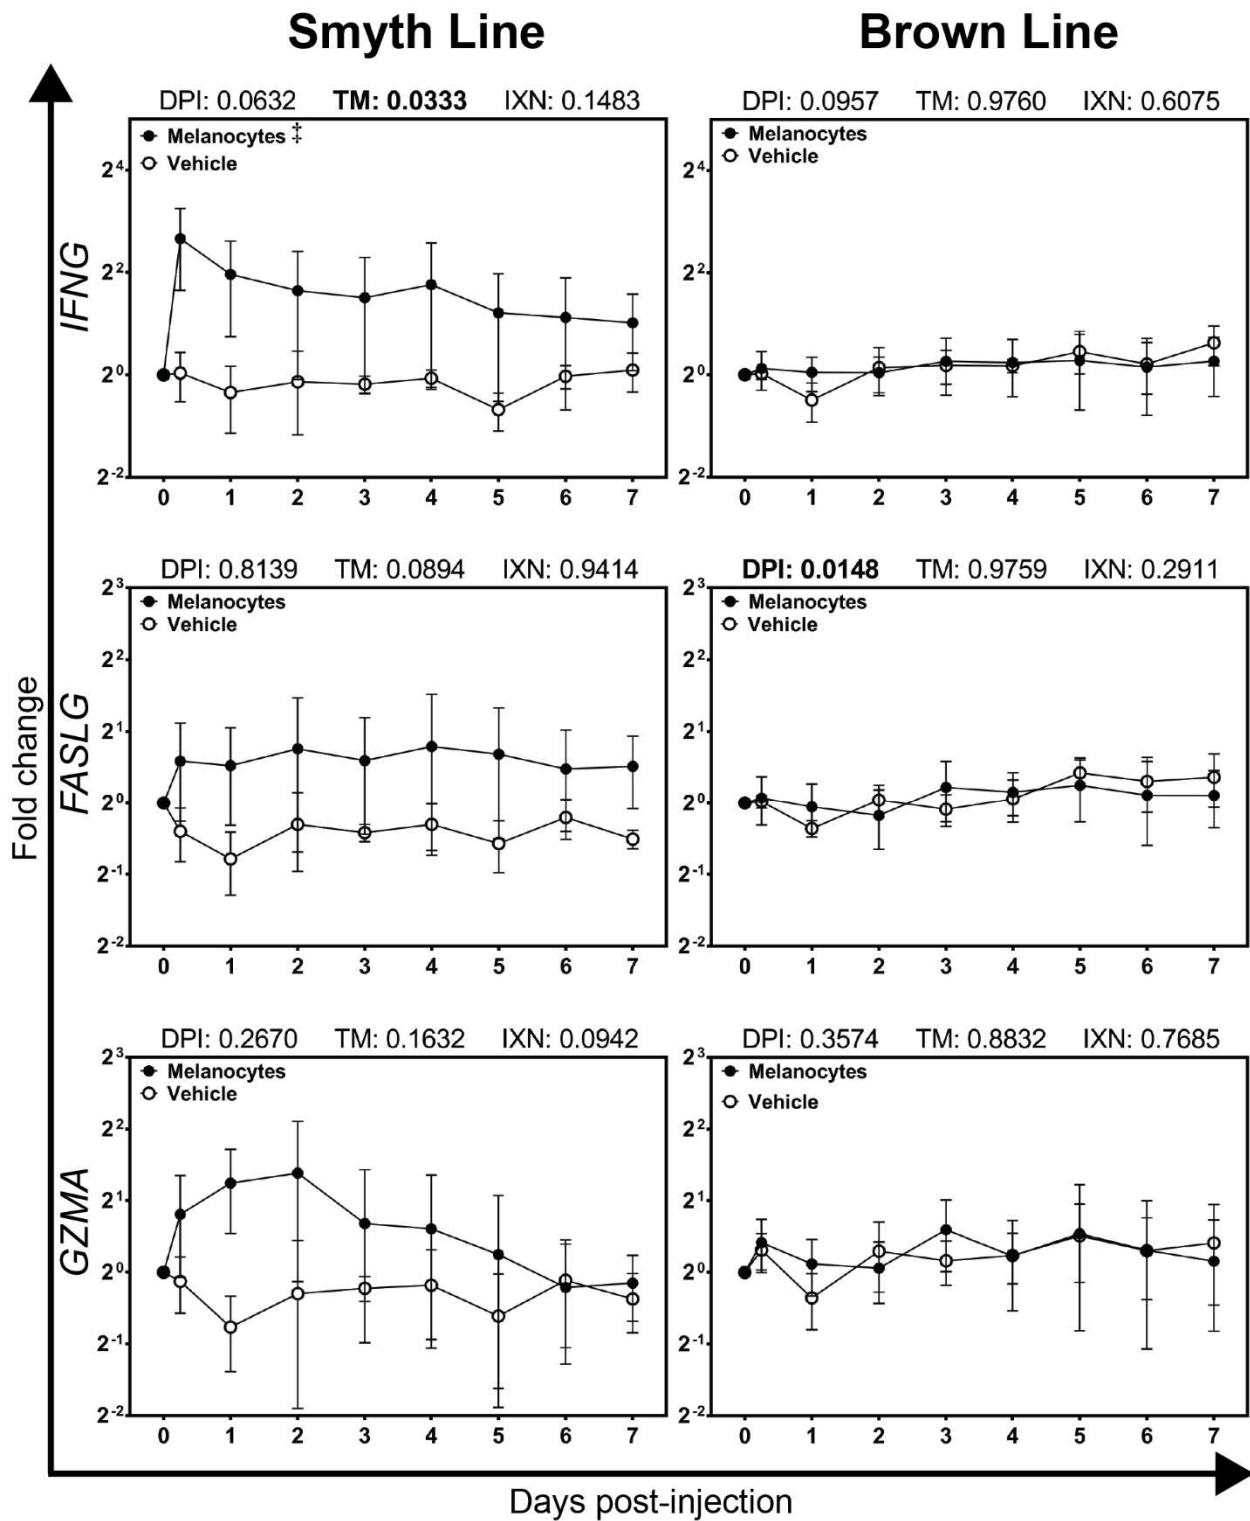 Smyth Line Brown Line
DPI: 0.0632 TM: 0.0333 IXN: 0.1483 DPI: 0.0957 TM: 0.9760 IXN: 0.6075
Melanocytes ‡ Melanocytes
Vehicle Vehicle
2⁴ 2⁴
2² 2²
2⁰ 2⁰
2⁻² 2⁻²
0 1 2 3 4 5 6 7 0 1 2 3 4 5 6 7
IFNG
DPI: 0.8139 TM: 0.0894 IXN: 0.9414 DPI: 0.0148 TM: 0.9759 IXN: 0.2911
2³ 2³
Melanocytes Melanocytes
Vehicle Vehicle
2² 2²
2¹ 2¹
2⁰ 2⁰
2⁻¹ 2⁻¹
2⁻² 2⁻²
0 1 2 3 4 5 6 7 0 1 2 3 4 5 6 7
FASLG
Fold change
DPI: 0.2670 TM: 0.1632 IXN: 0.0942 DPI: 0.3574 TM: 0.8832 IXN: 0.7685
2³ 2³
Melanocytes Melanocytes
Vehicle Vehicle
2² 2²
2¹ 2¹
2⁰ 2⁰
2⁻¹ 2⁻¹
2⁻² 2⁻²
0 1 2 3 4 5 6 7 0 1 2 3 4 5 6 7
GZMA
Days post-injection